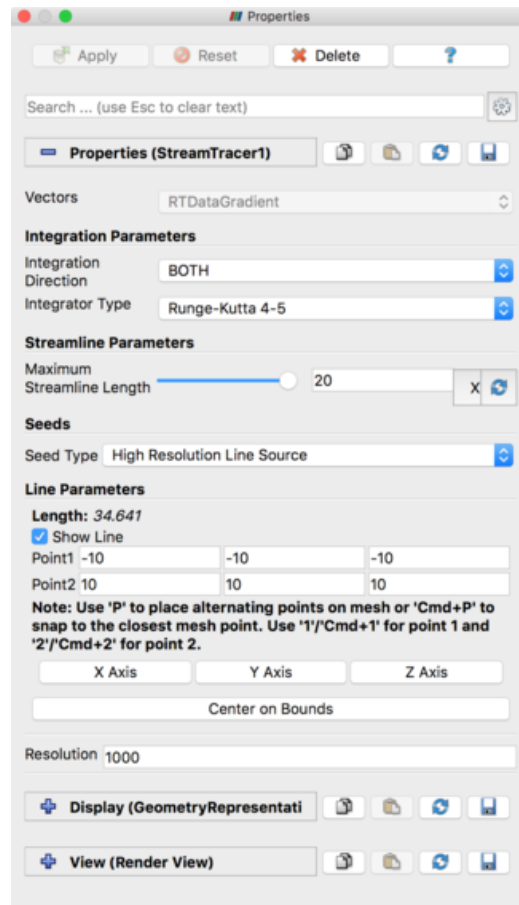 Properties
Apply Reset Delete ?
Search ... (use Esc to clear text)
Properties (StreamTracer1)
Vectors RTDataGradient
Integration Parameters
Integration
Direction BOTH
Integrator Type Runge-Kutta 4-5
Streamline Parameters
Maximum
Streamline Length 20 X
Seeds
Seed Type High Resolution Line Source
Line Parameters
Length: 34.641
Show Line
Point1 -10 -10 -10
Point2 10 10 10
Note: Use 'P' to place alternating points on mesh or 'Cmd+P' to
snap to the closest mesh point. Use '1'/'Cmd+1' for point 1 and
'2'/'Cmd+2' for point 2.
X Axis Y Axis Z Axis
Center on Bounds
Resolution 1000
Display (GeometryRepresentati
View (Render View)